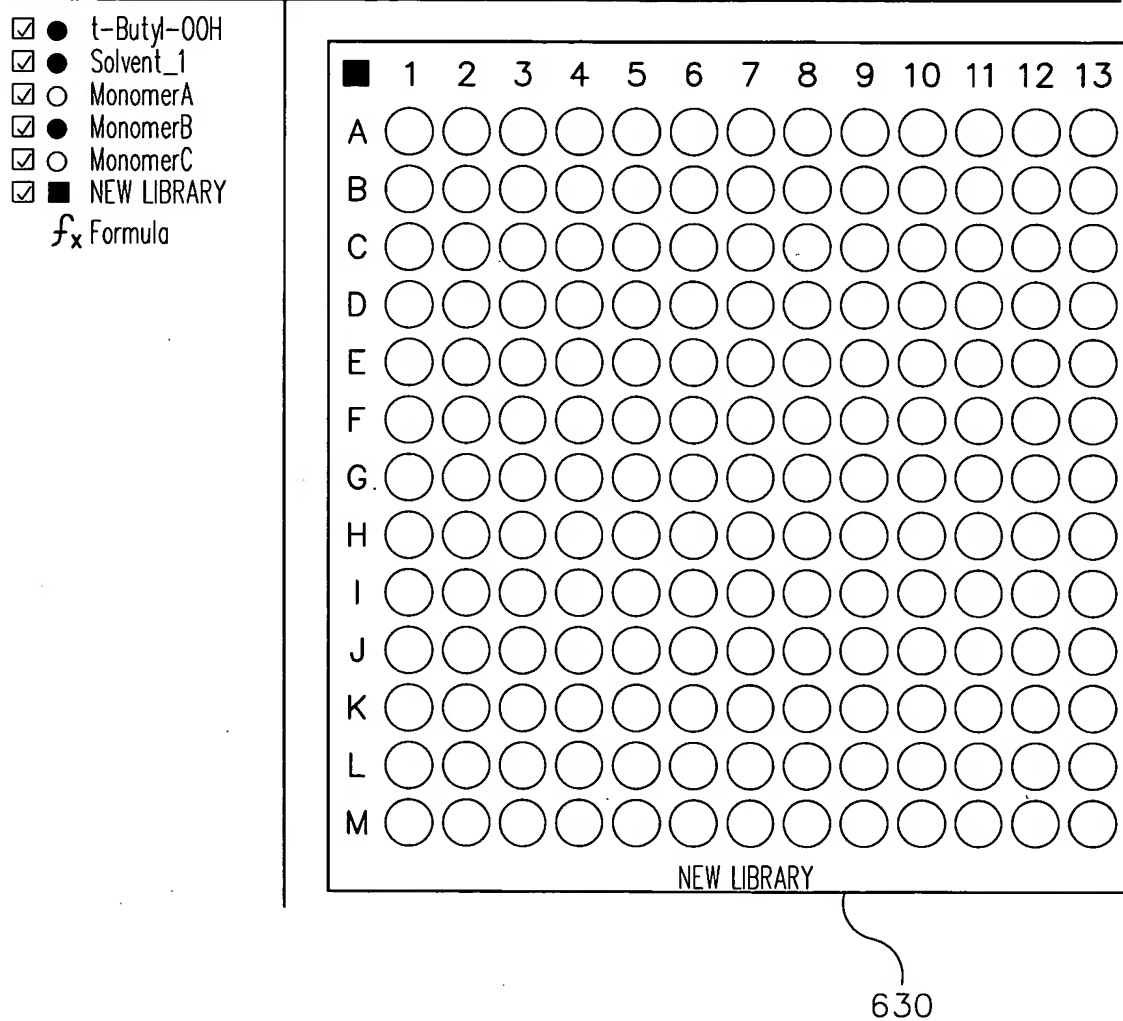 t-Butyl-OOH
Solvent_1
MonomerA
MonomerB
MonomerC
NEW LIBRARY
fx Formula
1 2 3 4 5 6 7 8 9 10 11 12 13
A
B
C
D
E
F
G
H
I
J
K
L
M
NEW LIBRARY
630